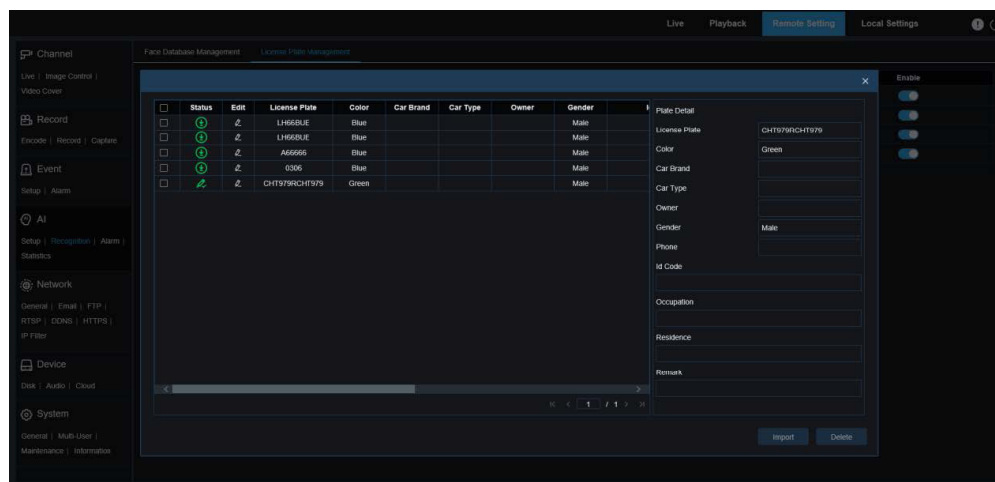 Live Playback Remote Setting Local Settings
Channel
Live | Image Control |
Video Cover
Record
Encode | Record | Capture
Event
Setup | Alarm
AI
Setup | Recognition | Alarm |
Statistics
Network
General | Email | FTP |
RTSP | DDNS | HTTPS |
IP Filter
Device
Disk | Audio | Cloud
System
General | Multi-User |
Maintenance | Information
Face Database Management License Plate Management
Enable
Status Edit License Plate Color Car Brand Car Type Owner Gender
LH66BUE Blue Male
LH66BUE Blue Male
A66666 Blue Male
0306 Blue Male
CHT979RCHT979 Green Male
1 / 1
Plate Detail
License Plate CHT979RCHT979
Color Green
Car Brand
Car Type
Owner
Gender Male
Phone
Id Code
Occupation
Residence
Remark
Import Delete